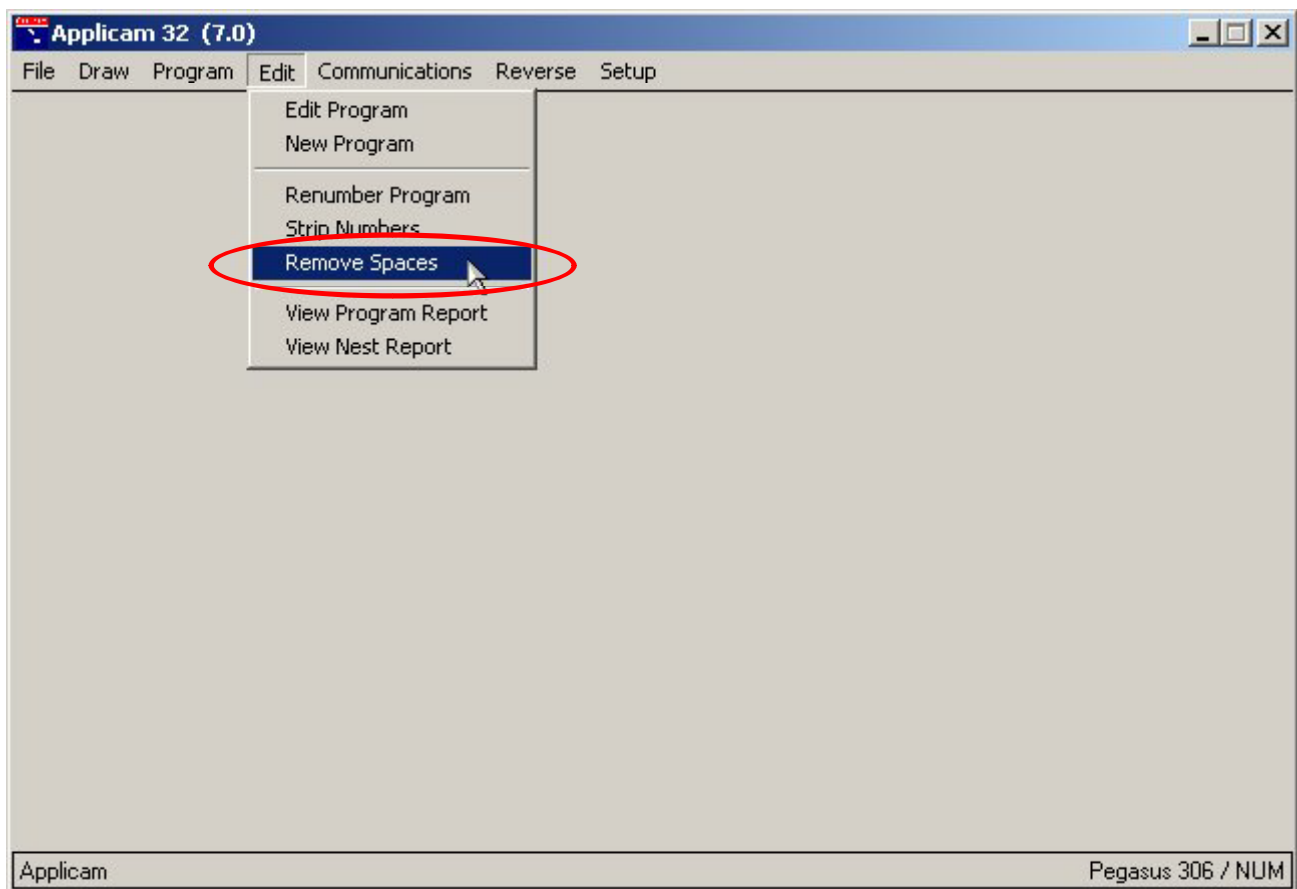 Applicam 32 (7.0)
File Draw Program Edit Communications Reverse Setup
Edit Program
New Program
Renumber Program
Strip Numbers
Remove Spaces
View Program Report
View Nest Report
Applicam Pegasus 306 / NUM